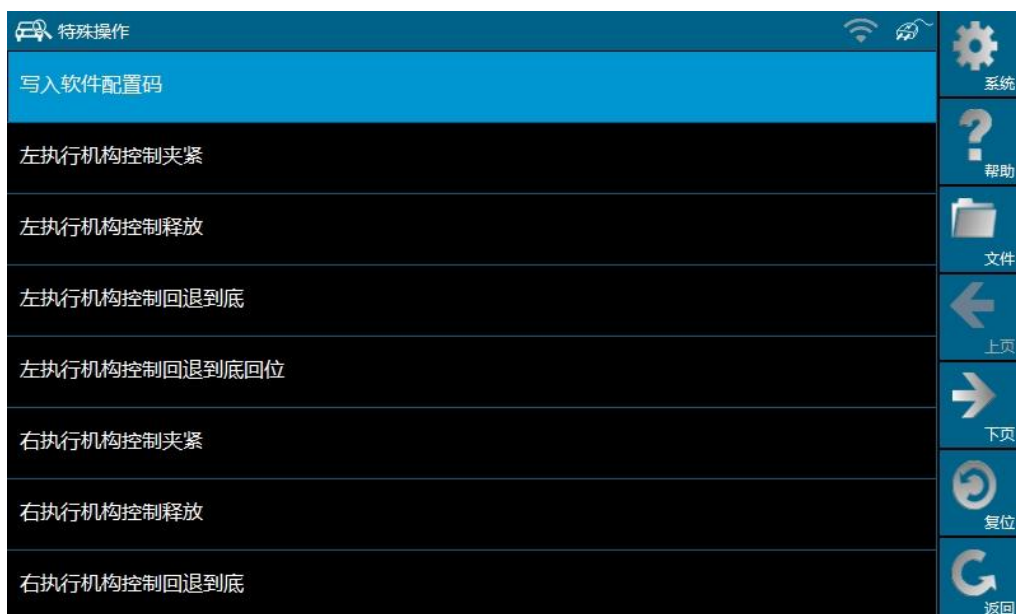 特殊操作
写入软件配置码
左执行机构控制夹紧
左执行机构控制释放
左执行机构控制回退到底
左执行机构控制回退到底回位
右执行机构控制夹紧
右执行机构控制释放
右执行机构控制回退到底
系统
帮助
文件
上页
下页
复位
返回